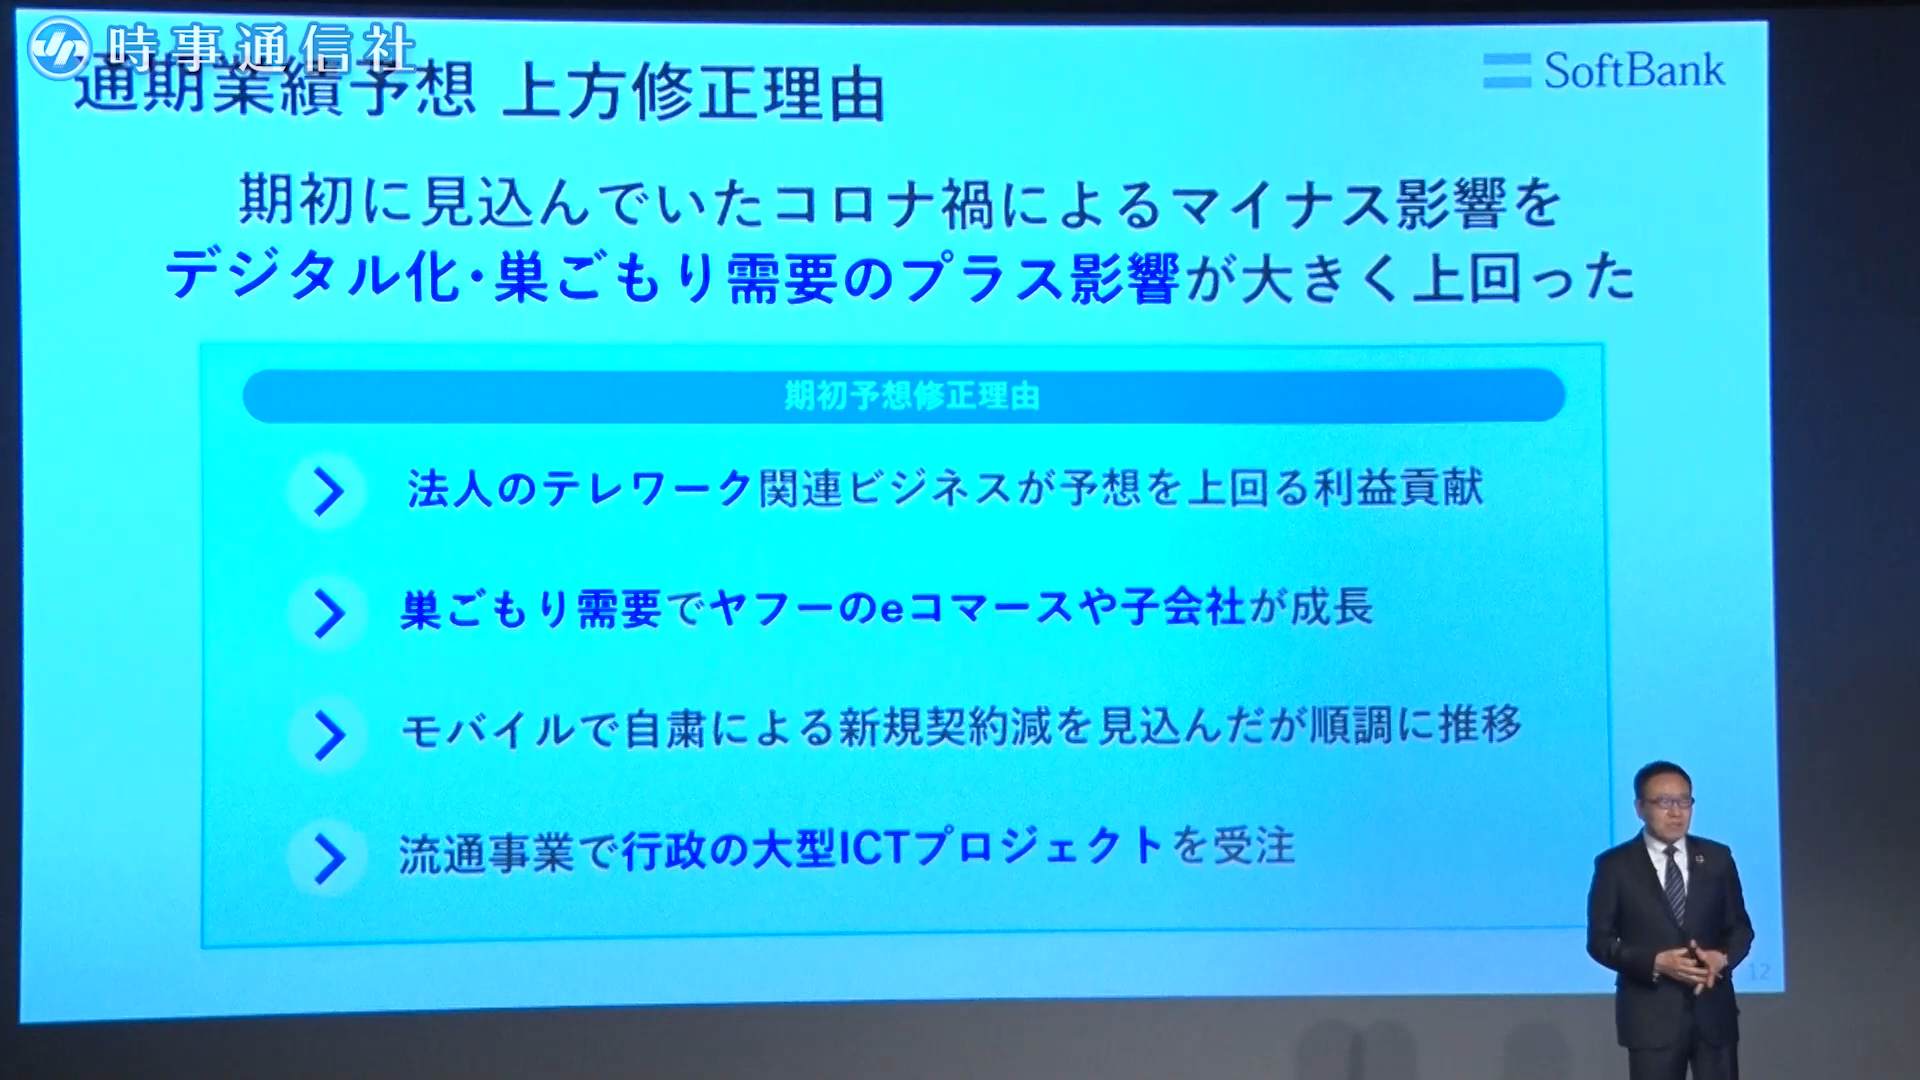 時事通信社
通期業績予想 上方修正理由
SoftBank
期初に見込んでいたコロナ禍によるマイナス影響を
デジタル化・巣ごもり需要のプラス影響が大きく上回った
期初予想修正理由
法人のテレワーク関連ビジネスが予想を上回る利益貢献
巣ごもり需要でヤフーのeコマースや子会社が成長
モバイルで自粛による新規契約減を見込んだが順調に推移
流通事業で行政の大型ICTプロジェクトを受注
12